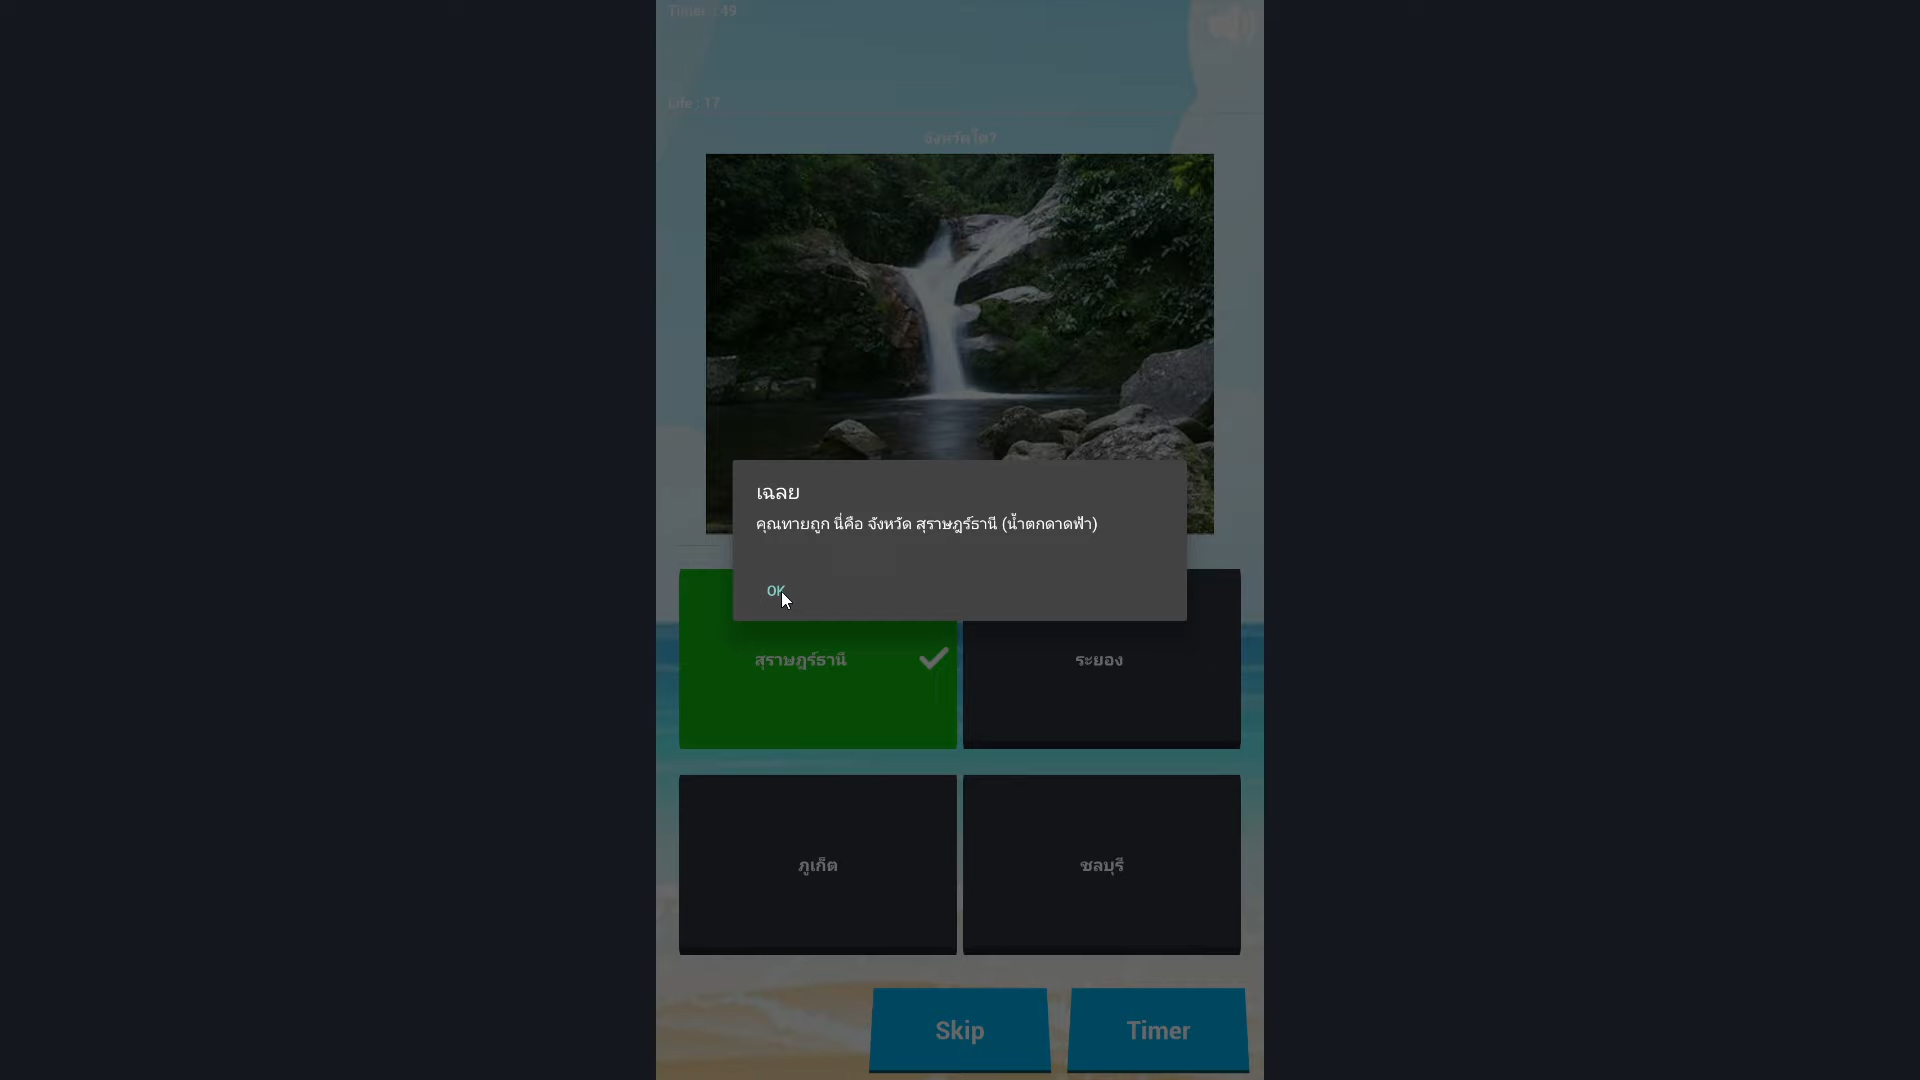 Timer : 49
Life : 17
จังหวัดใด?
เฉลย
คุณทายถูก นี่คือ จังหวัด สุราษฎร์ธานี (น้ำตกดาดฟ้า)
OK
สุราษฎร์ธานี
ระยอง
ภูเก็ต
ชลบุรี
Skip
Timer